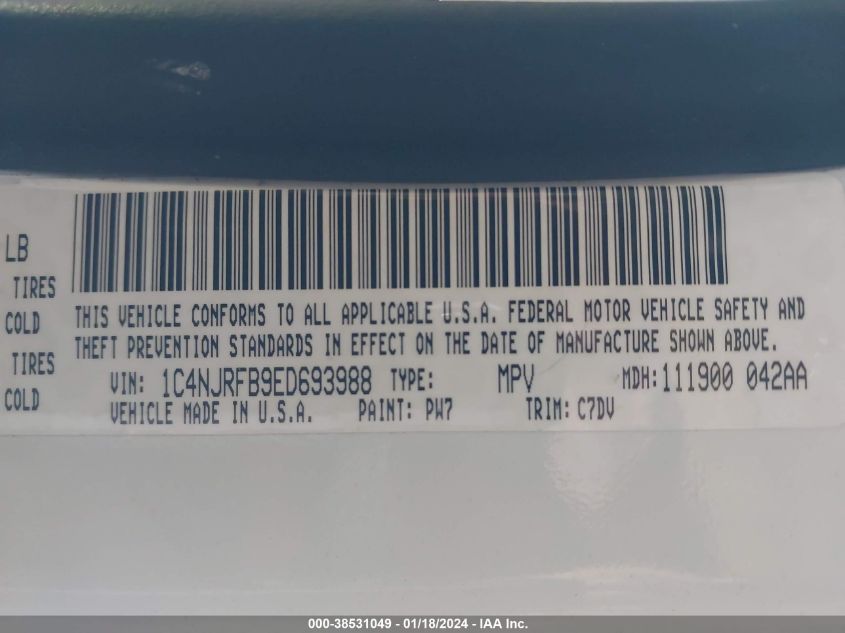 LB
TIRES
COLD
TIRES
COLD
THIS VEHICLE CONFORMS TO ALL APPLICABLE U.S.A. FEDERAL MOTOR VEHICLE SAFETY AND
THEFT PREVENTION STANDARDS IN EFFECT ON THE DATE OF MANUFACTURE SHOWN ABOVE.
VIN: 1C4NJRFB9ED693988 TYPE: MPV MDH:111900 042AA
VEHICLE MADE IN U.S.A. PAINT: PW7 TRIM: C7DV
000-38531049 - 01/18/2024 - IAA Inc.